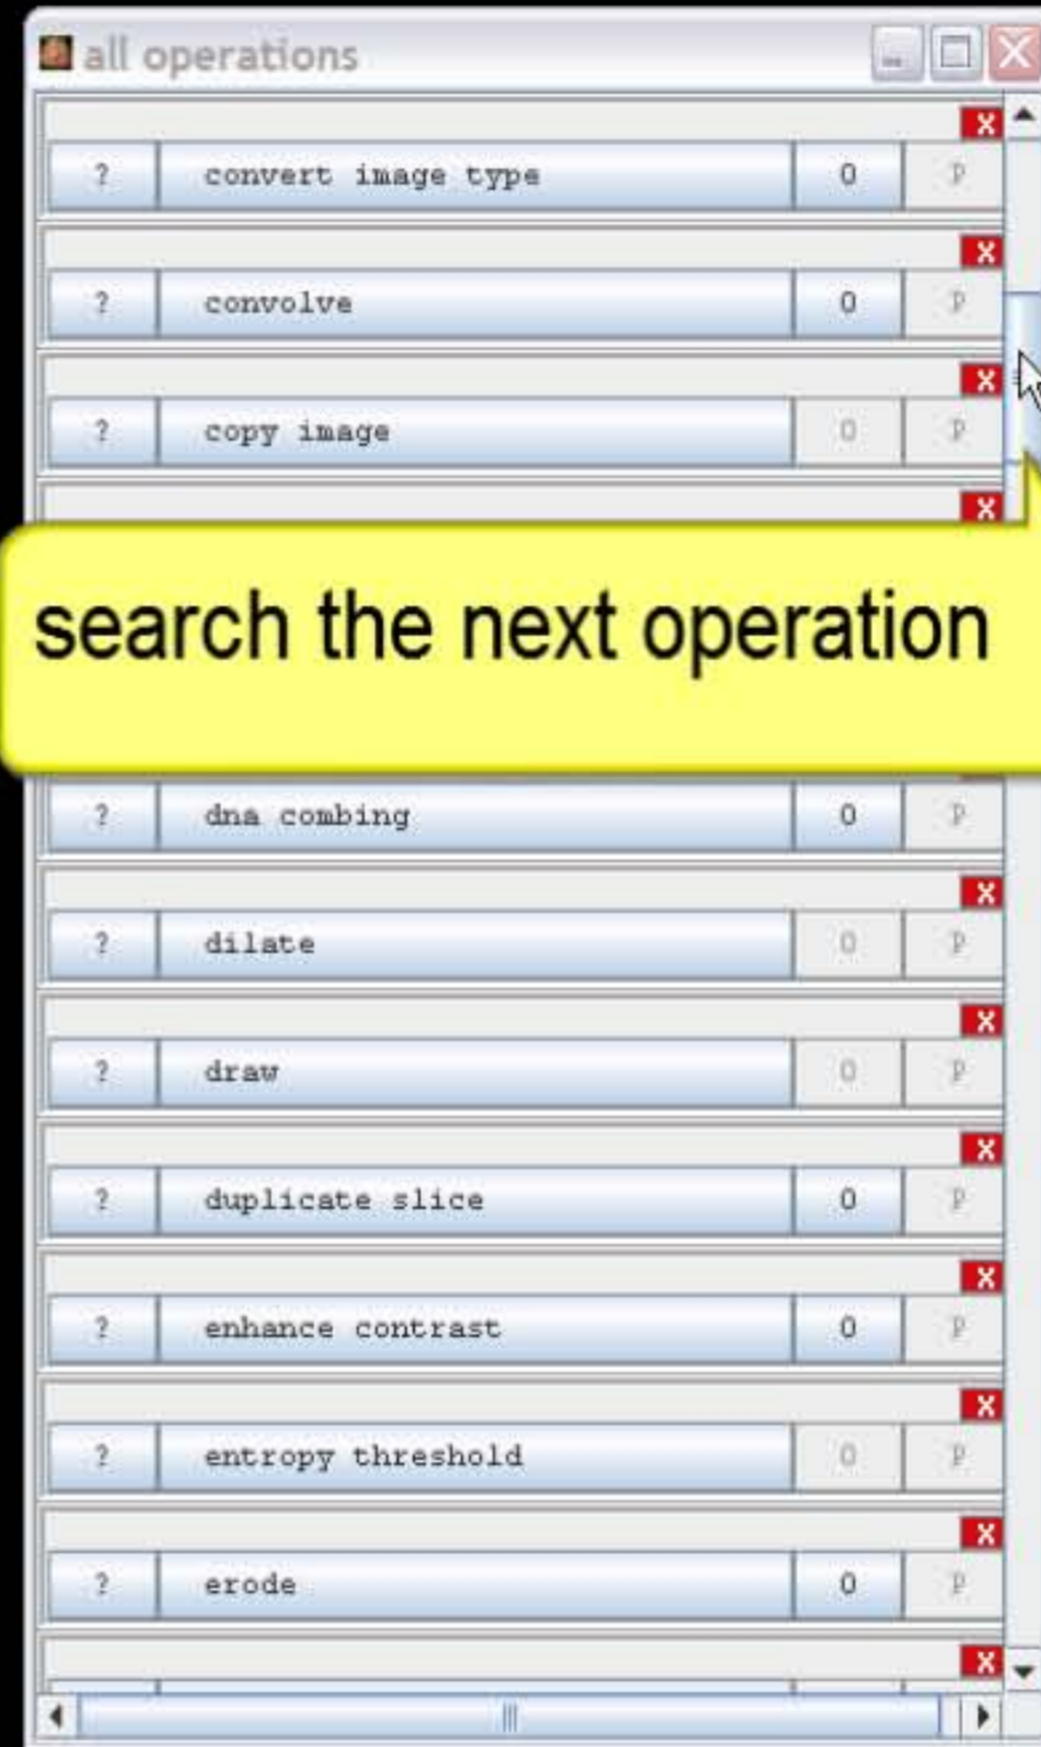 all operations
X
? convert image type 0 P
X
? convolve 0 P
X
? copy image 0 P
X
search the next operation
? dna combing 0 P
X
? dilate 0 P
X
? draw 0 P
X
? duplicate slice 0 P
X
? enhance contrast 0 P
X
? entropy threshold 0 P
X
? erode 0 P
X